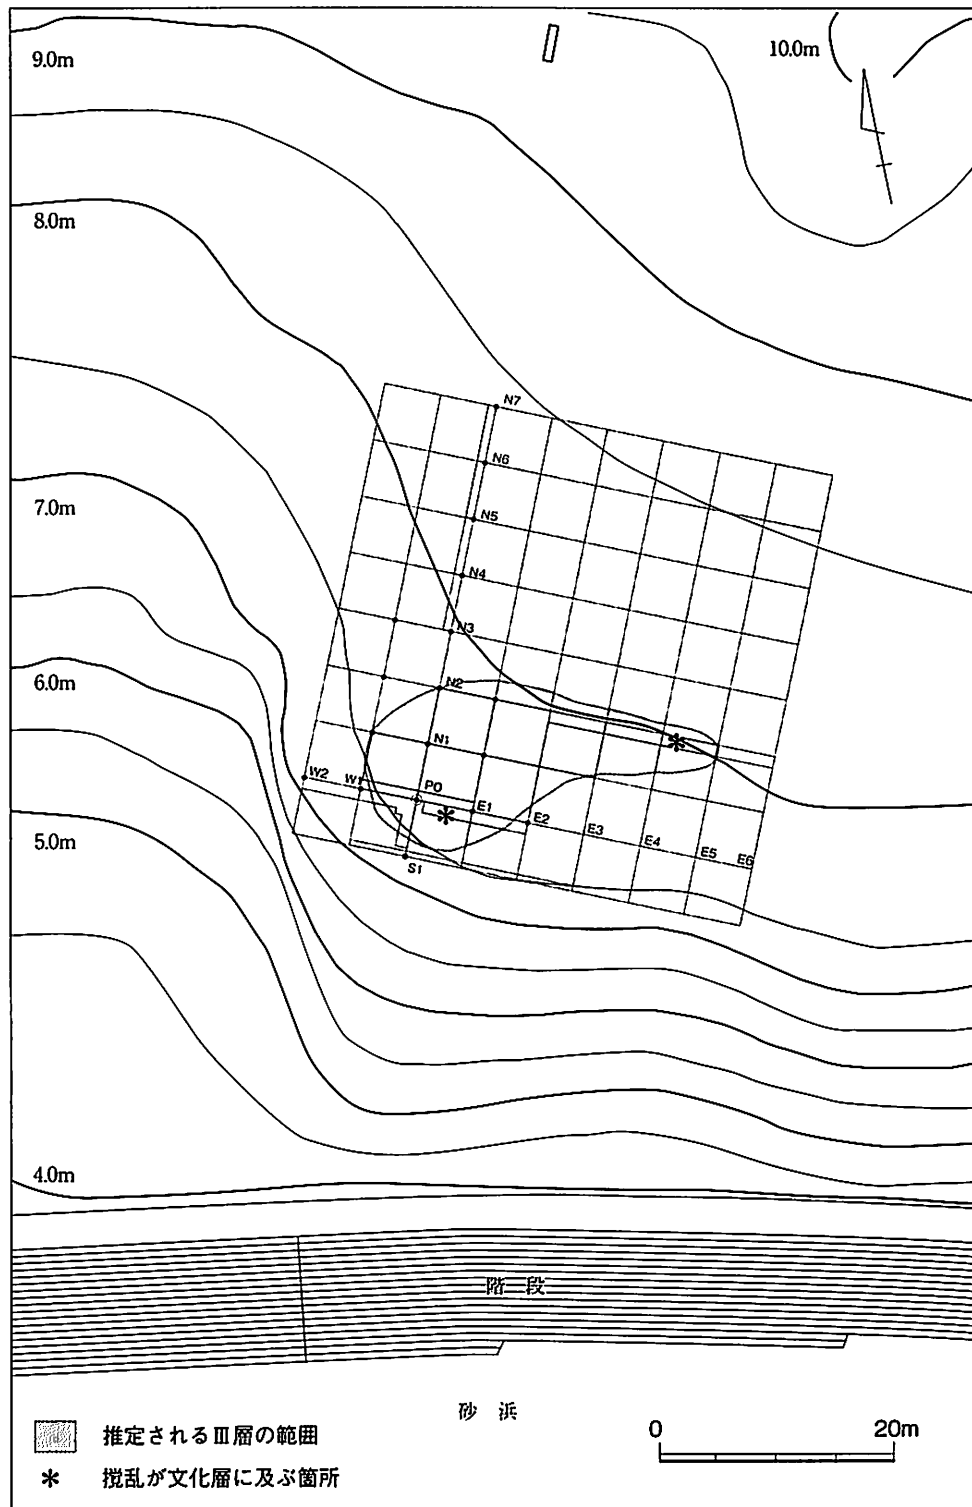 9.0m
10.0m
8.0m
7.0m
6.0m
5.0m
4.0m
N7
N6
N5
N4
N3
N2
N1
W2
W1
P0
E1
E2
E3
E4
E5
E6
S1
階段
砂浜
推定されるⅢ層の範囲
* 撹乱が文化層に及ぶ箇所
0 20m